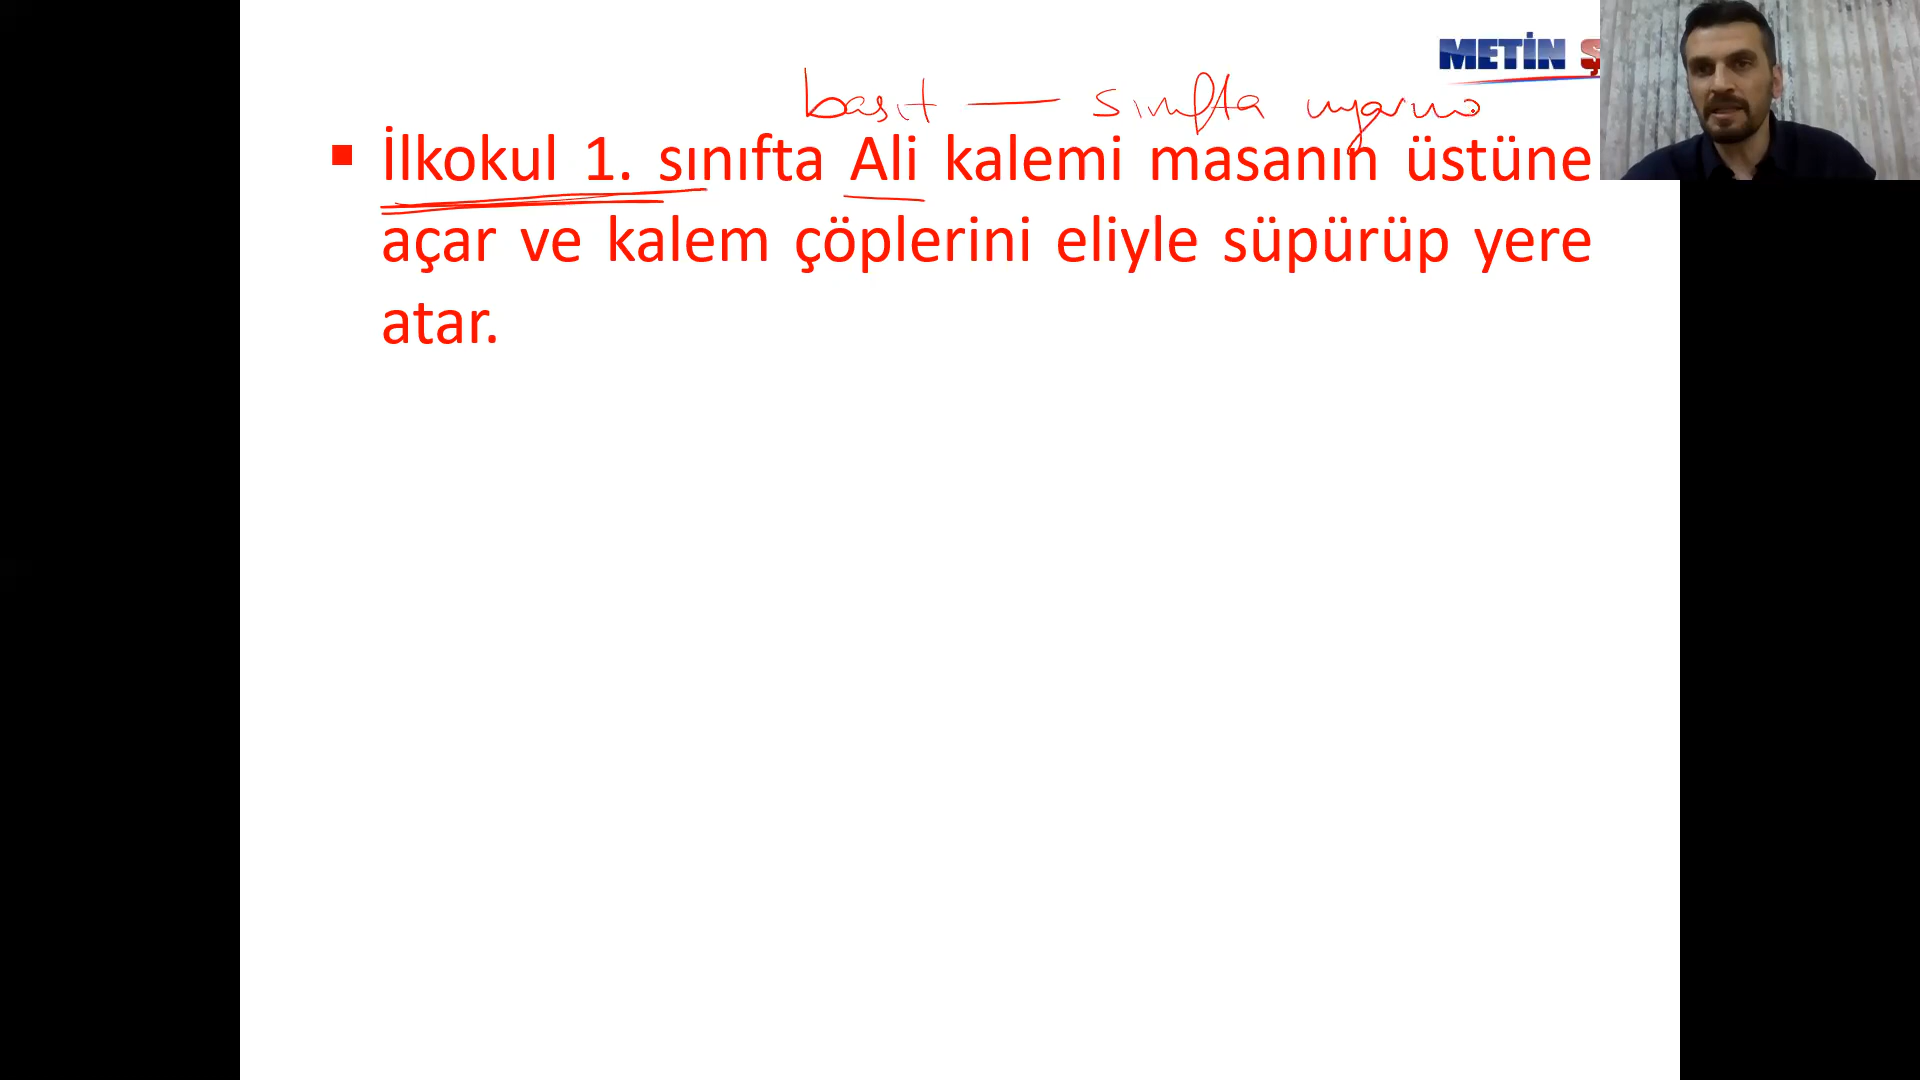 METİN Ş
basit — sınıfta
İlkokul 1. sınıfta Ali kalemi masanın üstüne
açar ve kalem çöplerini eliyle süpürüp yere
atar.